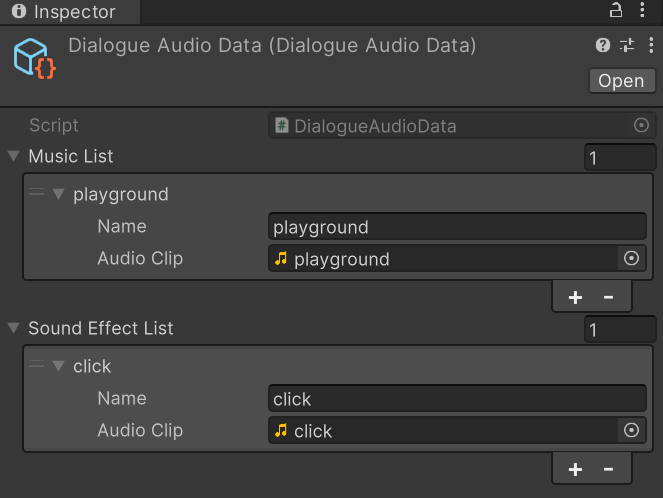 Inspector
Dialogue Audio Data (Dialogue Audio Data)
Open
Script DialogueAudioData
Music List 1
playground
Name playground
Audio Clip playground
+ -
Sound Effect List 1
click
Name click
Audio Clip click
+ -